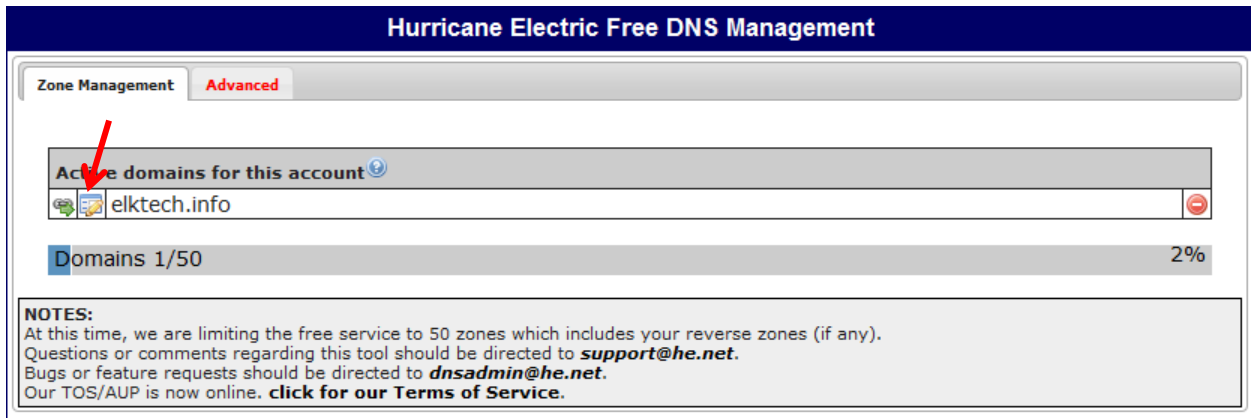 Hurricane Electric Free DNS Management
Zone Management
Advanced
Active domains for this account
elktech.info
Domains 1/50
2%
NOTES:
At this time, we are limiting the free service to 50 zones which includes your reverse zones (if any).
Questions or comments regarding this tool should be directed to support@he.net.
Bugs or feature requests should be directed to dnsadmin@he.net.
Our TOS/AUP is now online. click for our Terms of Service.